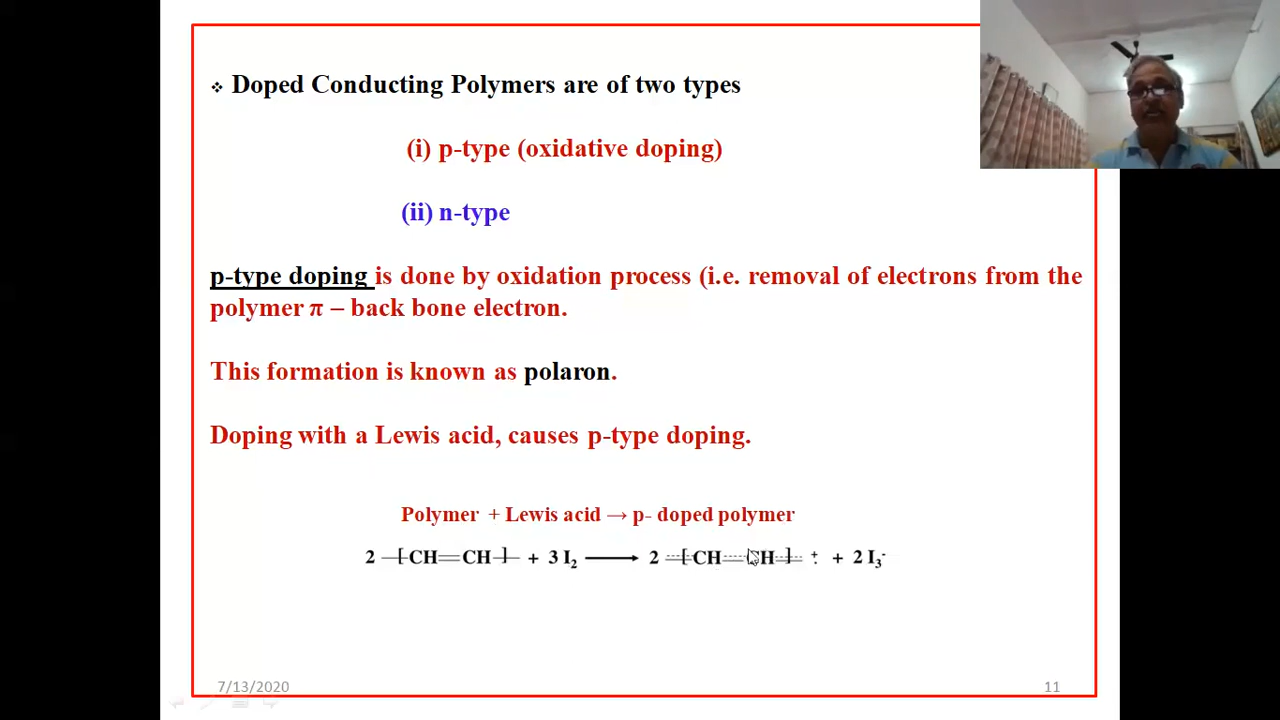 ❖ Doped Conducting Polymers are of two types
(i) p-type (oxidative doping)
(ii) n-type
p-type doping is done by oxidation process (i.e. removal of electrons from the
polymer π – back bone electron.
This formation is known as polaron.
Doping with a Lewis acid, causes p-type doping.
Polymer + Lewis acid → p- doped polymer
2 —[ CH=CH ]— + 3 I₂ ⟶ 2 —[ CH=CH ]— ⁺. + 2 I₃⁻
7/13/2020
11